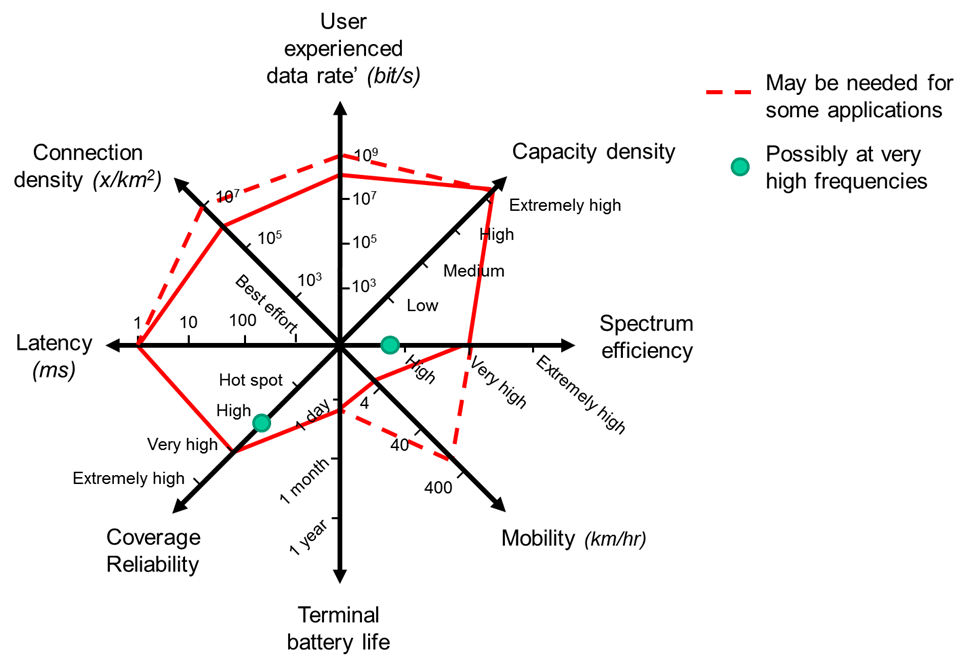 User
experienced
data rate’ (bit/s)
May be needed for
some applications
Possibly at very
high frequencies
Connection
density (x/km²)
Capacity density
10⁹
10⁷
10⁵
10³
10⁷
10⁵
10³
Best effort
Extremely high
High
Medium
Low
Latency
(ms)
1
10
100
Spectrum
efficiency
High
Very high
Extremely high
Hot spot
High
Very high
Extremely high
Coverage
Reliability
1 day
1 month
1 year
4
40
400
Mobility (km/hr)
Terminal
battery life